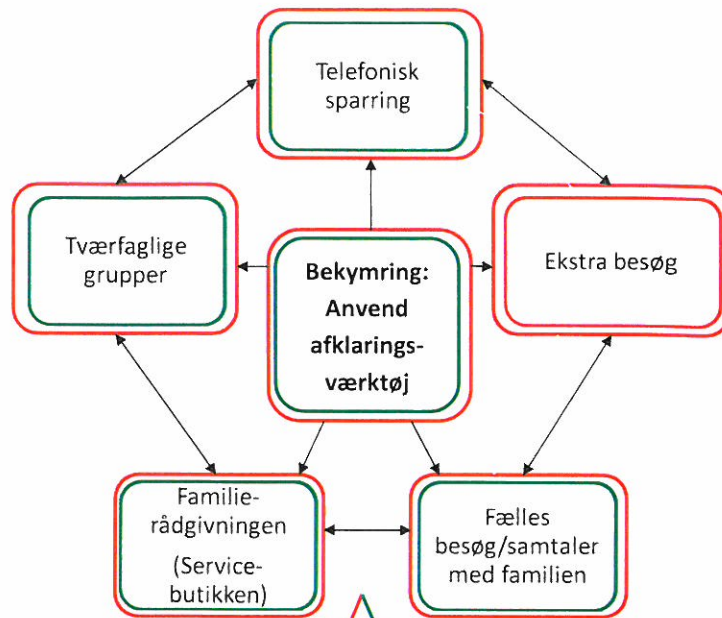 Telefonisk
sparring
Tværfaglige
grupper
Bekymring:
Anvend
afklarings-
værktøj
Ekstra besøg
Familie-
rådgivningen
(Service-
butikken)
Fælles
besøg/samtaler
med familien